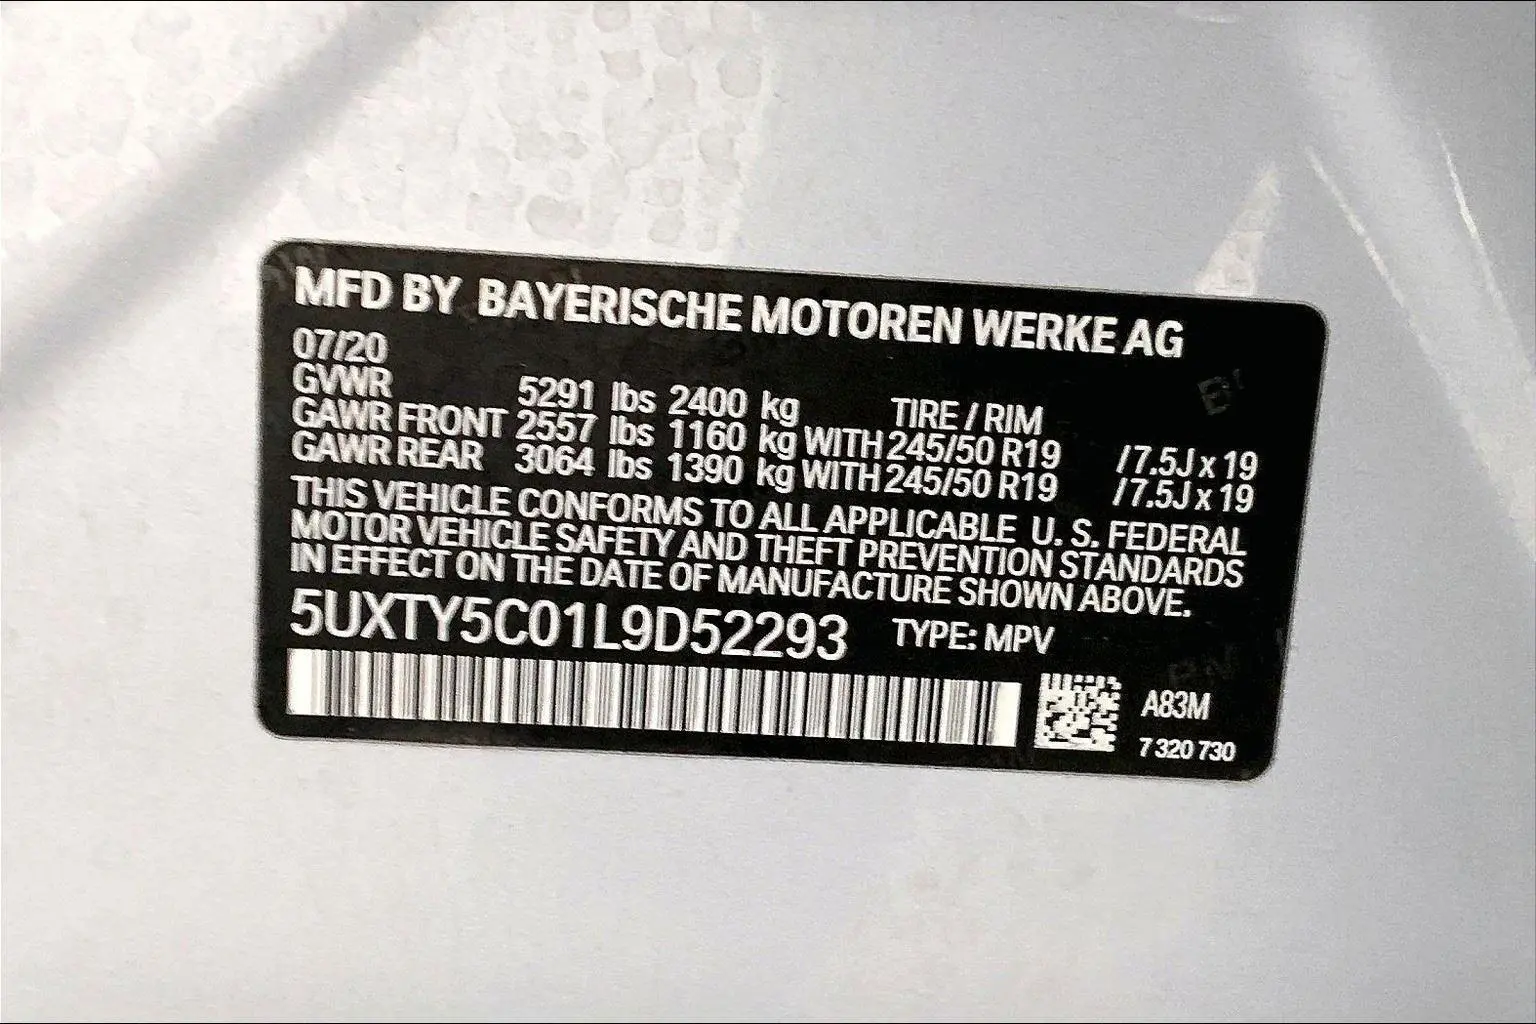 MFD BY BAYERISCHE MOTOREN WERKE AG
07/20
GVWR 5291 lbs 2400 kg TIRE / RIM
GAWR FRONT 2557 lbs 1160 kg WITH 245/50 R19 /7.5J x 19
GAWR REAR 3064 lbs 1390 kg WITH 245/50 R19 /7.5J x 19
THIS VEHICLE CONFORMS TO ALL APPLICABLE U. S. FEDERAL
MOTOR VEHICLE SAFETY AND THEFT PREVENTION STANDARDS
IN EFFECT ON THE DATE OF MANUFACTURE SHOWN ABOVE.
5UXTY5C01L9D52293 TYPE: MPV
A83M
7 320 730